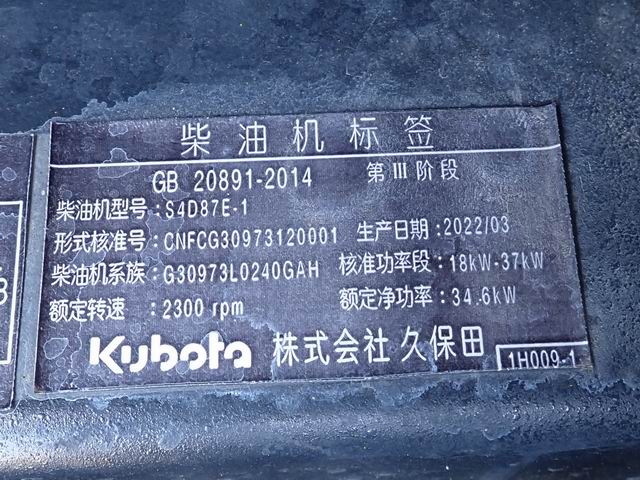 柴油机标签
GB 20891-2014 第Ⅲ阶段
柴油机型号：S4D87E-1
形式核准号：CNFCG30973120001 生产日期：2022/03
柴油机系族：G30973L0240GAH 核准功率段：18kW-37kW
额定转速：2300 rpm 额定净功率：34.6kW
Kubota 株式会社久保田
1H009-1